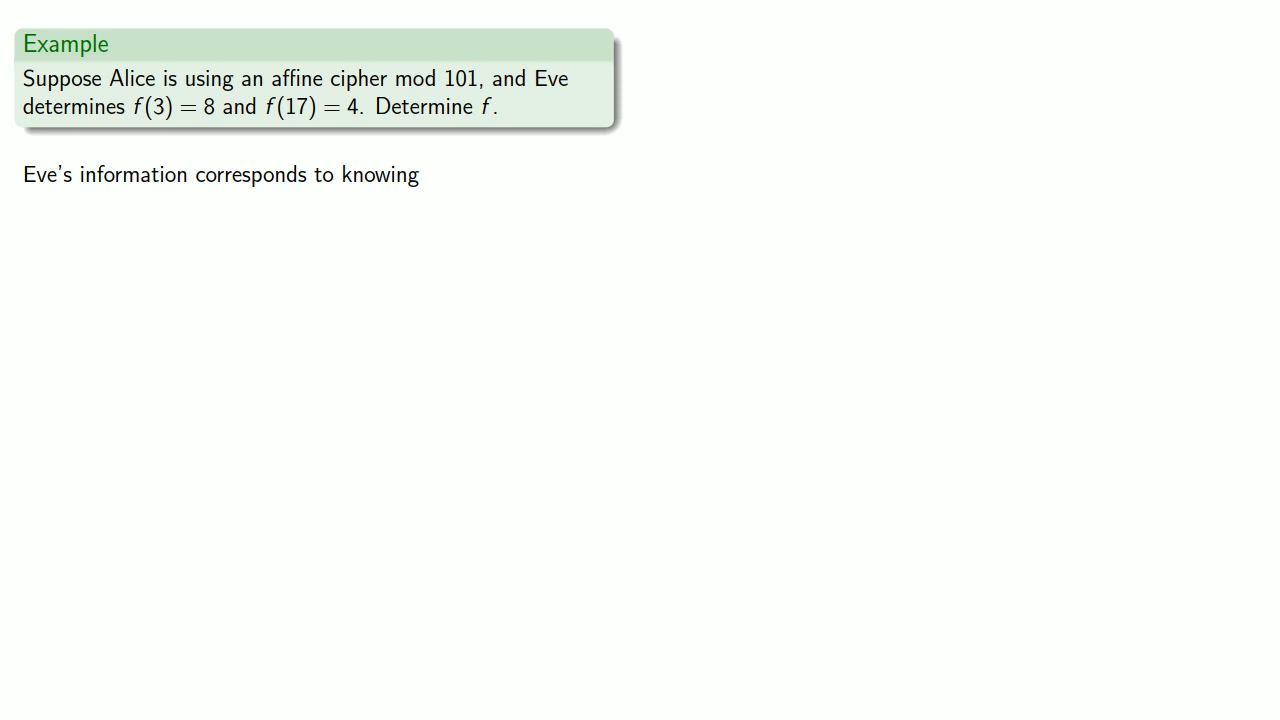 Example
Suppose Alice is using an affine cipher mod 101, and Eve
determines f(3) = 8 and f(17) = 4. Determine f.
Eve's information corresponds to knowing